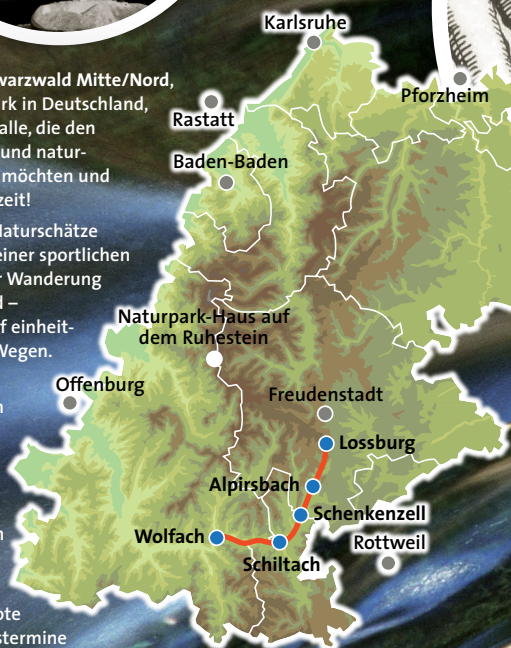 warzwald Mitte/Nord,
rk in Deutschland,
alle, die den
und natur-
möchten und
zeit!
Naturschätze
einer sportlichen
r Wanderung
d –
f einheit-
Wegen.
n
n
ote
stermine
Karlsruhe
Pforzheim
Rastatt
Baden-Baden
Naturpark-Haus auf
dem Ruhestein
Offenburg
Freudenstadt
Lossburg
Alpirsbach
Schenkenzell
Wolfach
Rottweil
Schiltach